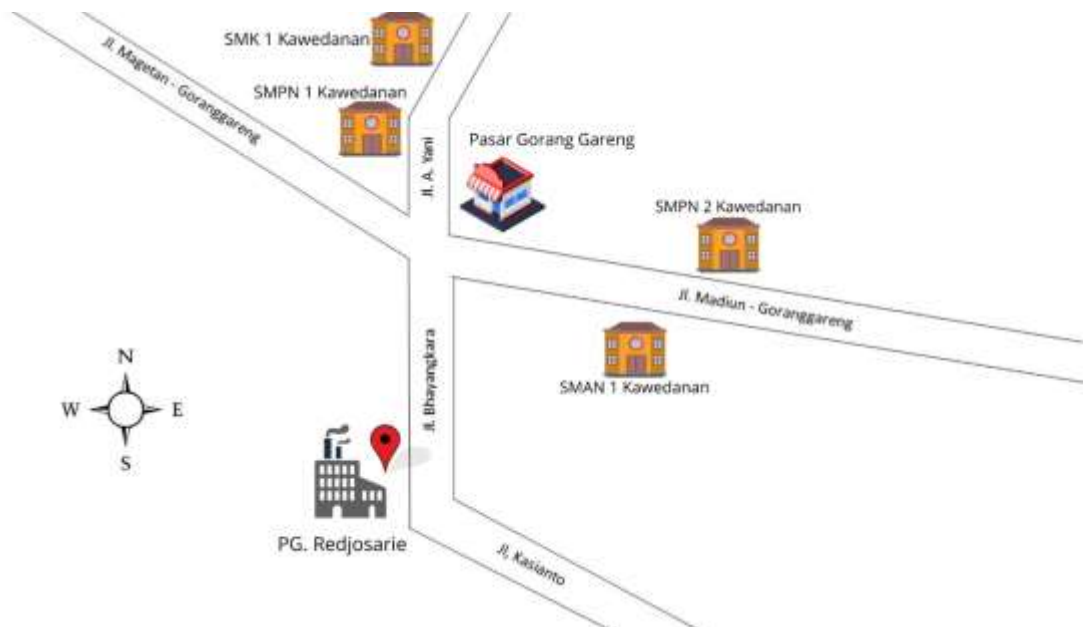 SMK 1 Kawedanan
Jl. Magetan - Goranggareng
SMPN 1 Kawedanan
Jl. A. Yani
Pasar Gorang Gareng
SMPN 2 Kawedanan
Jl. Madiun - Goranggareng
SMAN 1 Kawedanan
Jl. Bhayangkara
N
W E
S
PG. Redjosarie
Jl, Kasianto